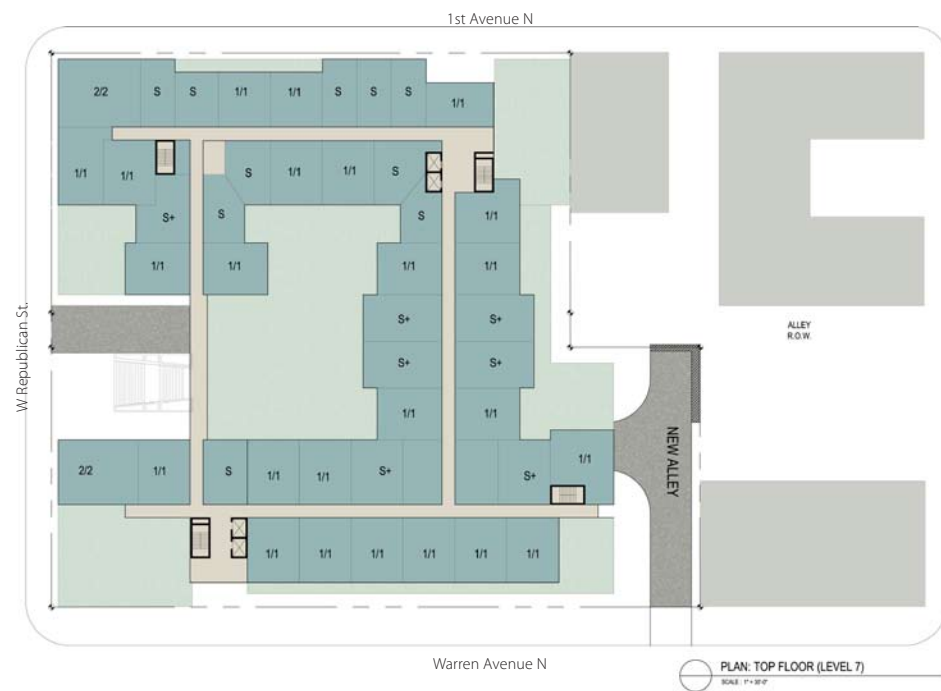 1st Avenue N
2/2 S S 1/1 1/1 S S S 1/1
1/1 1/1 S 1/1 1/1 S
S+ S S 1/1
1/1 1/1 1/1 1/1
S+ S+
W Republican St.
ALLEY
R.O.W.
S+ S+
1/1 1/1
NEW ALLEY
2/2 1/1 S 1/1 1/1 S+ S+ 1/1
1/1 1/1 1/1 1/1 1/1 1/1
Warren Avenue N
PLAN: TOP FLOOR (LEVEL 7)
SCALE : 1" = 30'-0"